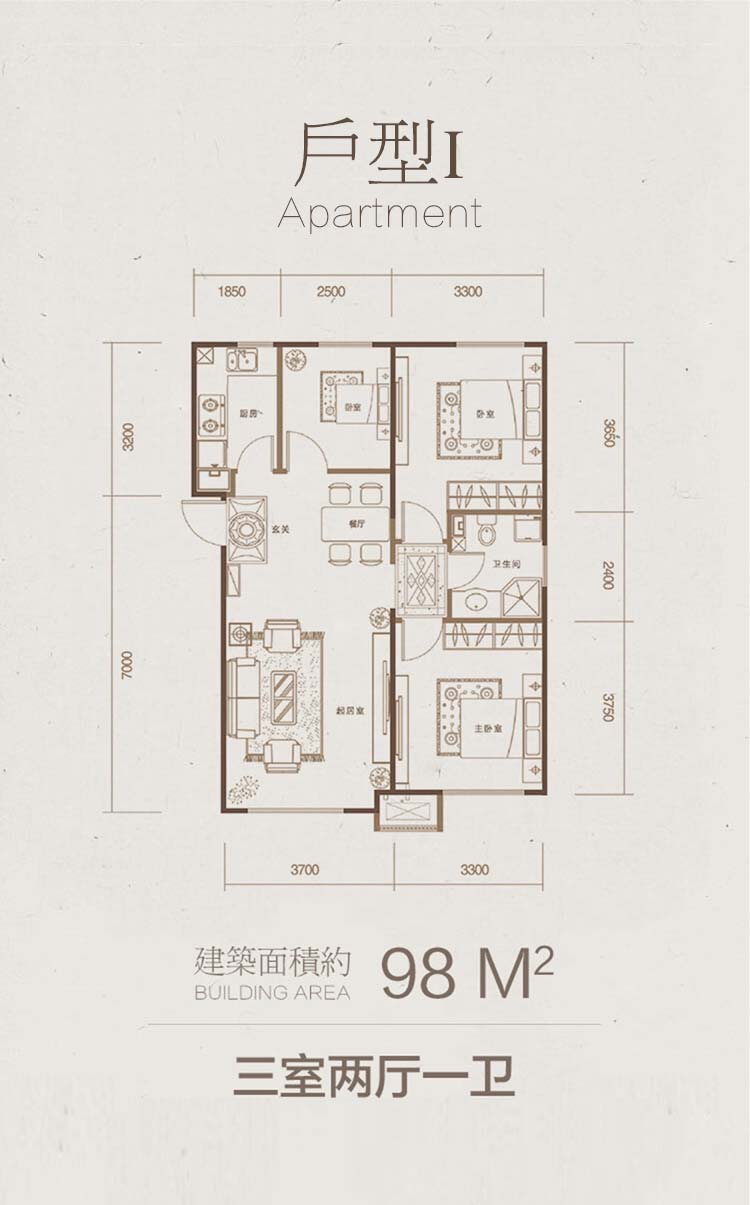 戶型I
Apartment
1850 2500 3300
3200
7000
3650
2400
3750
厨房
卧室
卧室
玄关
餐厅
卫生间
起居室
主卧室
3700 3300
建築面積約 98 M²
BUILDING AREA
三室两厅一卫